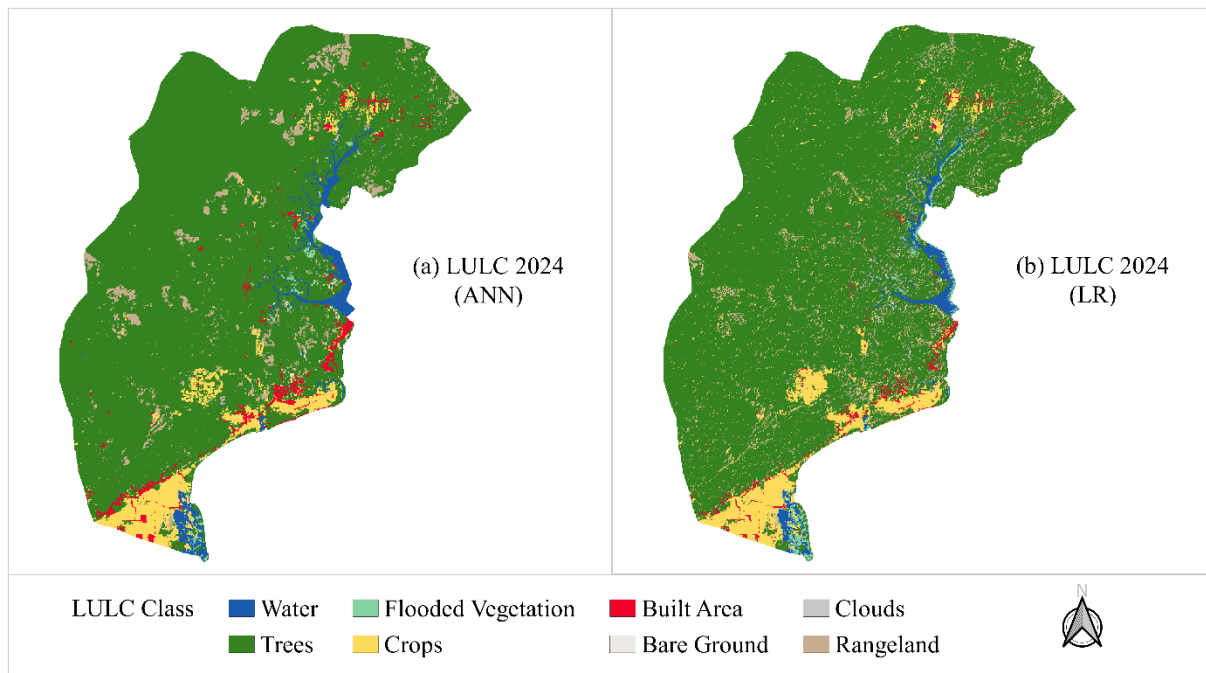 (a) LULC 2024
(ANN)
(b) LULC 2024
(LR)
LULC Class
Water
Flooded Vegetation
Built Area
Clouds
Trees
Crops
Bare Ground
Rangeland
N